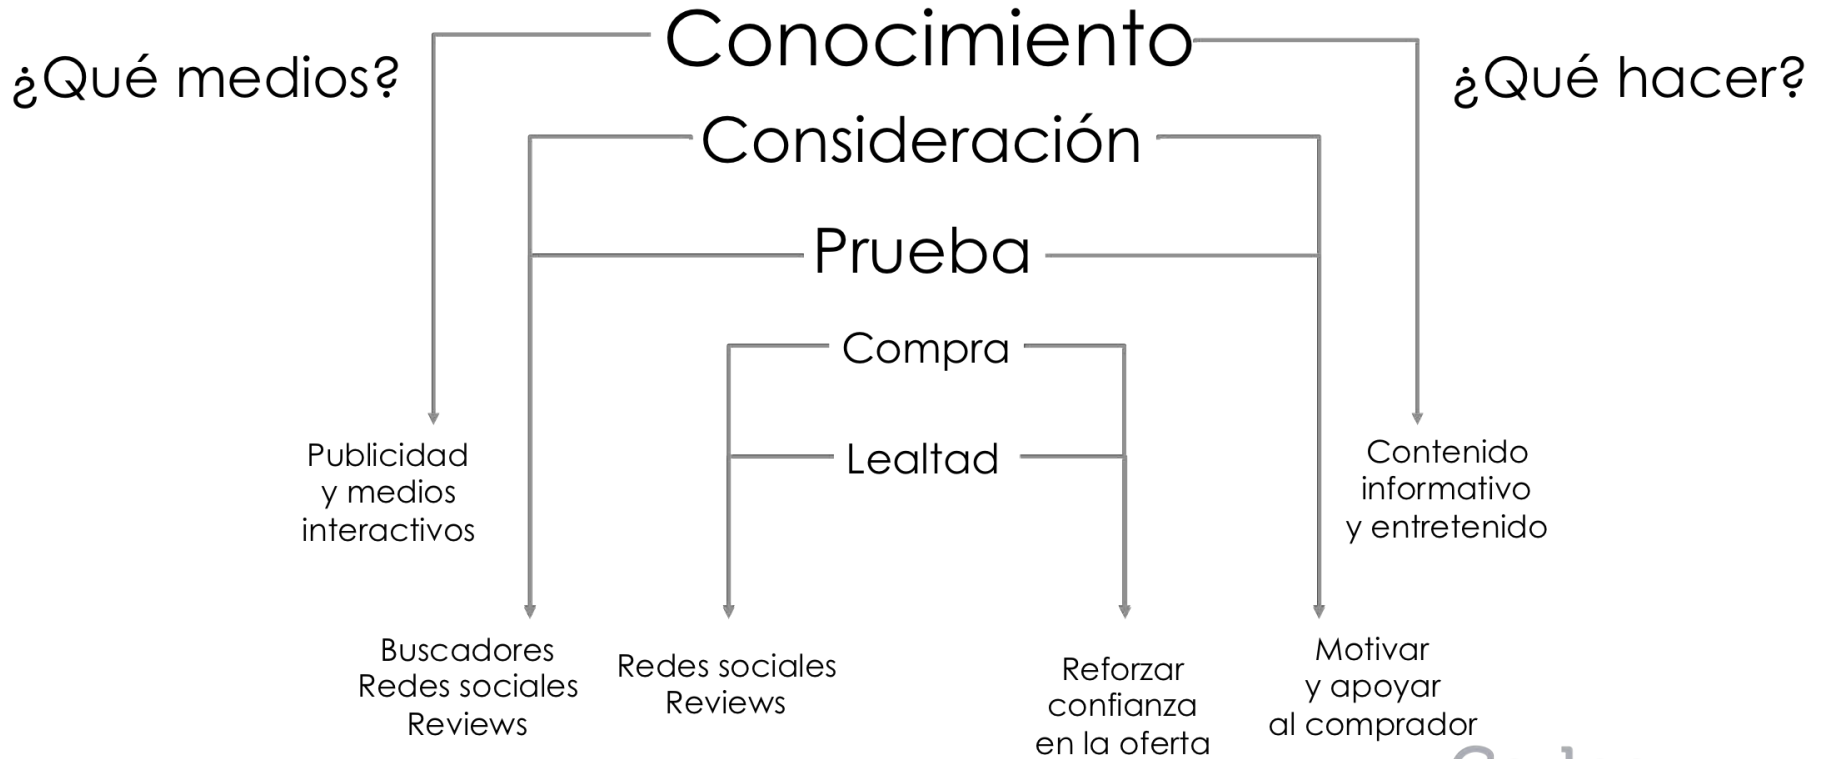 Conocimiento
¿Qué medios?
¿Qué hacer?
Consideración
Prueba
Compra
Lealtad
Publicidad
y medios
interactivos
Contenido
informativo
y entretenido
Buscadores
Redes sociales
Reviews
Redes sociales
Reviews
Reforzar
confianza
en la oferta
Motivar
y apoyar
al comprador